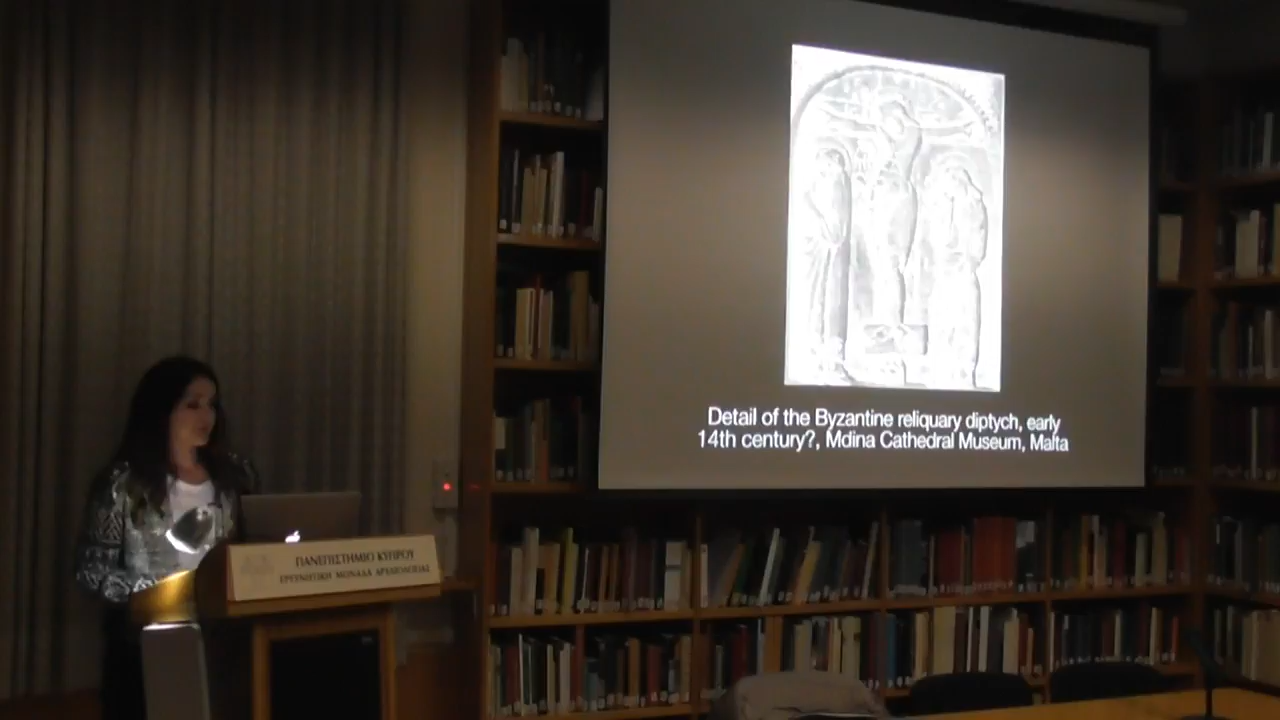 Detail of the Byzantine reliquary diptych, early
14th century?, Mdina Cathedral Museum, Malta
ΠΑΝΕΠΙΣΤΗΜΙΟ ΚΥΠΡΟΥ
ΕΡΕΥΝΗΤΙΚΗ ΜΟΝΑΔΑ ΑΡΧΑΙΟΛΟΓΙΑΣ